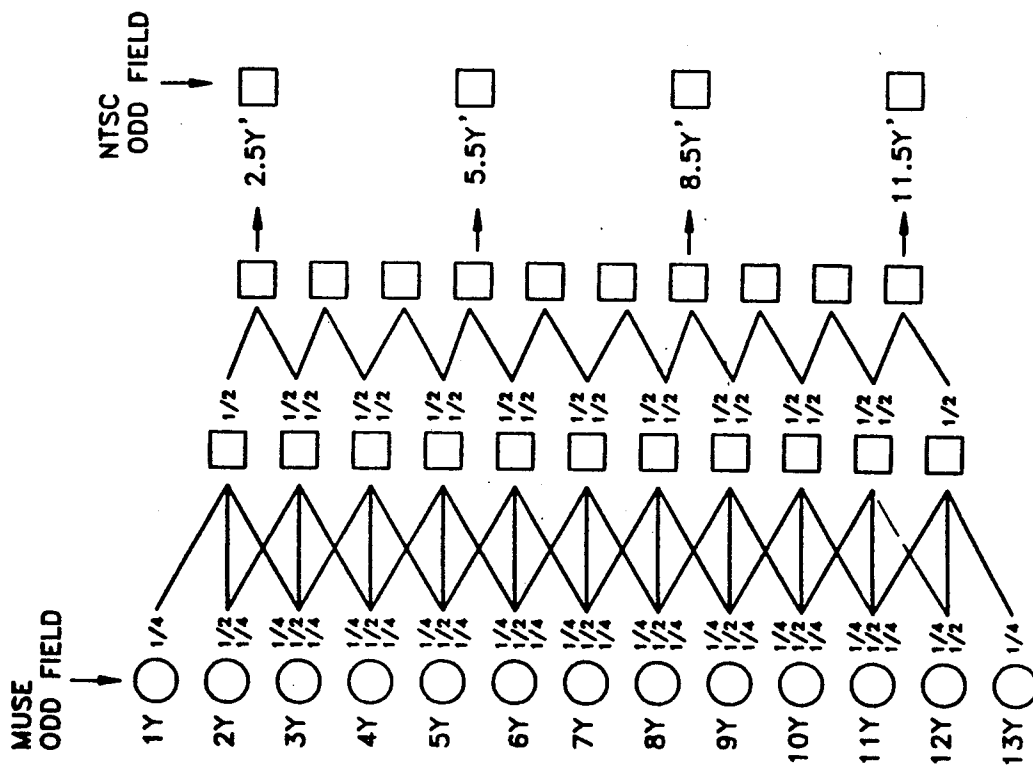 MUSE
ODD FIELD
NTSC
ODD FIELD
1Y 1/4
2Y 1/2 1/4
3Y 1/4 1/2 1/4
4Y 1/4 1/2 1/4
5Y 1/4 1/2 1/4
6Y 1/4 1/2 1/4
7Y 1/4 1/2 1/4
8Y 1/4 1/2 1/4
9Y 1/4 1/2 1/4
10Y 1/4 1/2 1/4
11Y 1/4 1/2 1/4
12Y 1/4 1/2
13Y 1/4
1/2
1/2 1/2
1/2 1/2
1/2 1/2
1/2 1/2
1/2 1/2
1/2 1/2
1/2 1/2
1/2 1/2
1/2 1/2
1/2
2.5Y'
5.5Y'
8.5Y'
11.5Y'